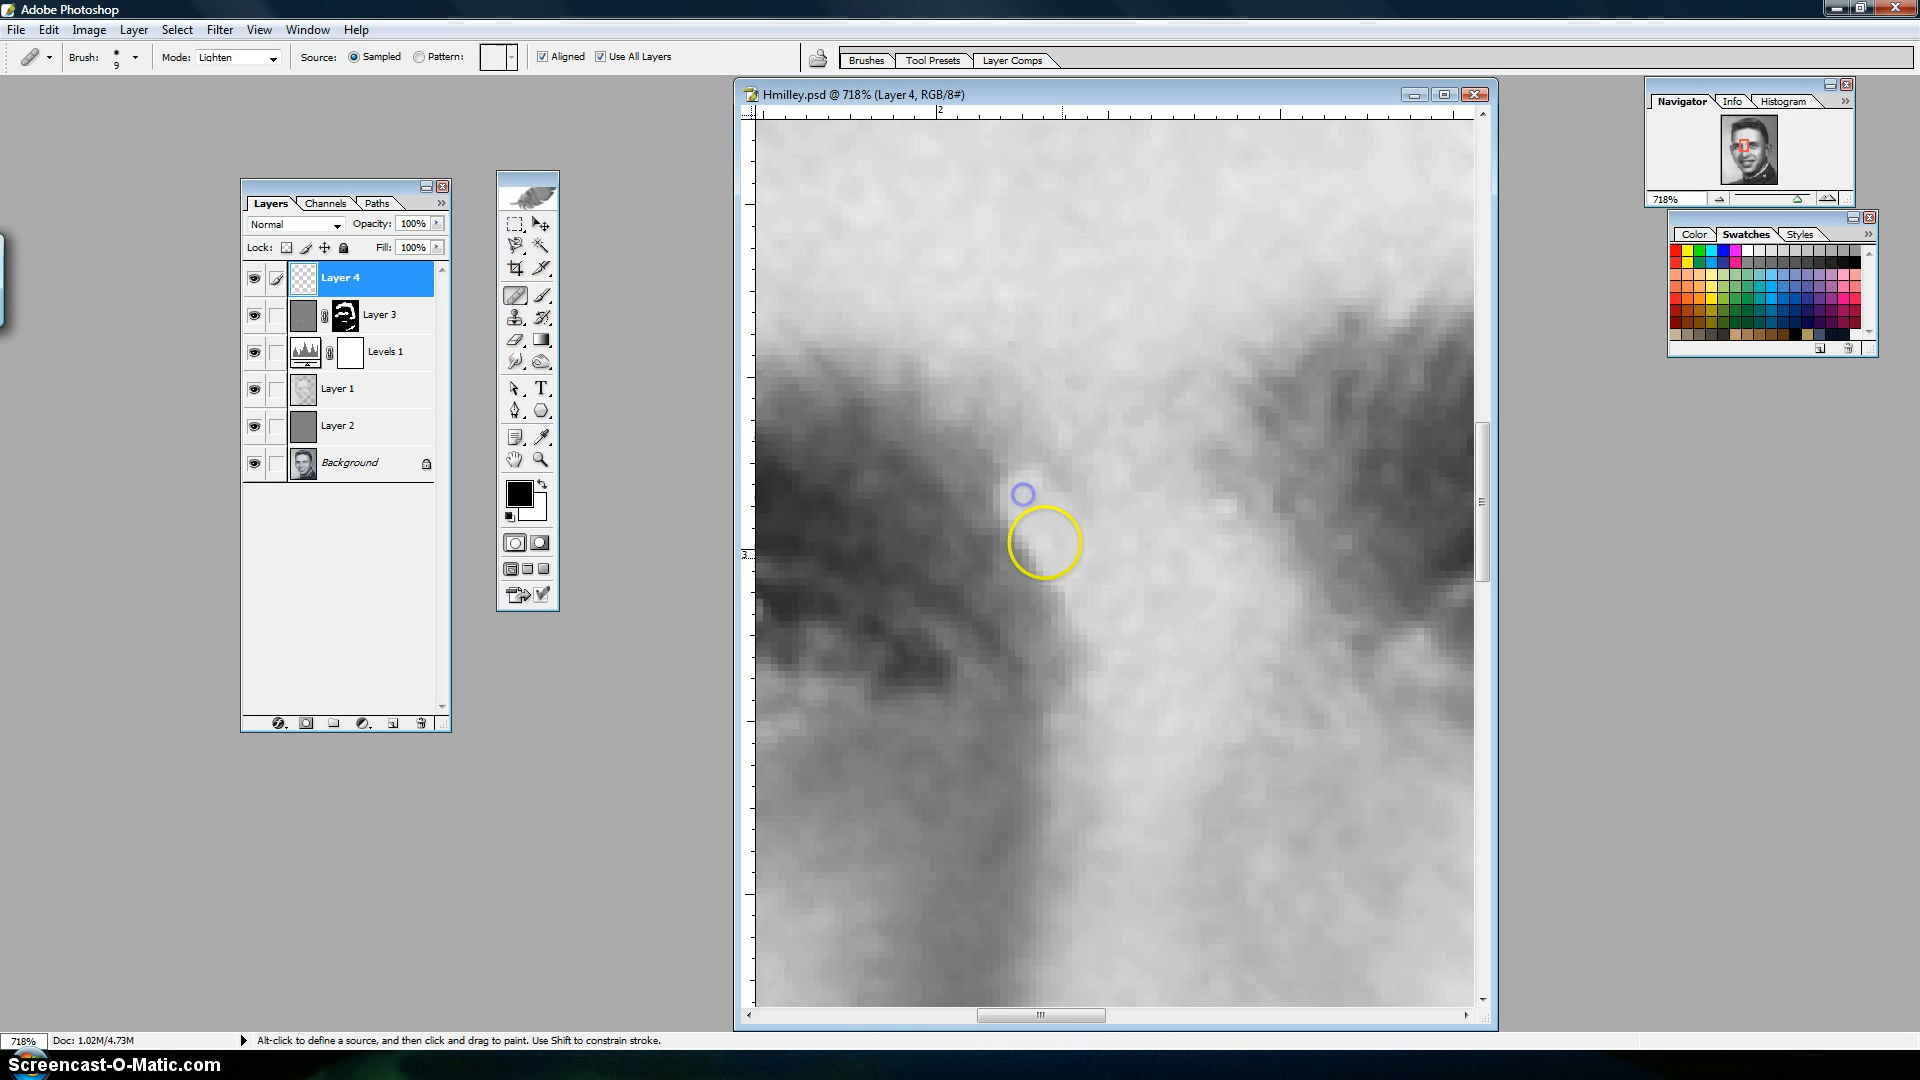 Adobe Photoshop
File Edit Image Layer Select Filter View Window Help
Brush: 9 Mode: Lighten Source: Sampled Pattern: Aligned Use All Layers Brushes Tool Presets Layer Comps
Hmilley.psd @ 718% (Layer 4, RGB/8#)
2
3
Layers Channels Paths
Normal Opacity: 100%
Lock: Fill: 100%
Layer 4
Layer 3
Levels 1
Layer 1
Layer 2
Background
T
Navigator Info Histogram
718%
Color Swatches Styles
718% Doc: 1.02M/4.73M Alt-click to define a source, and then click and drag to paint. Use Shift to constrain stroke.
Screencast-O-Matic.com